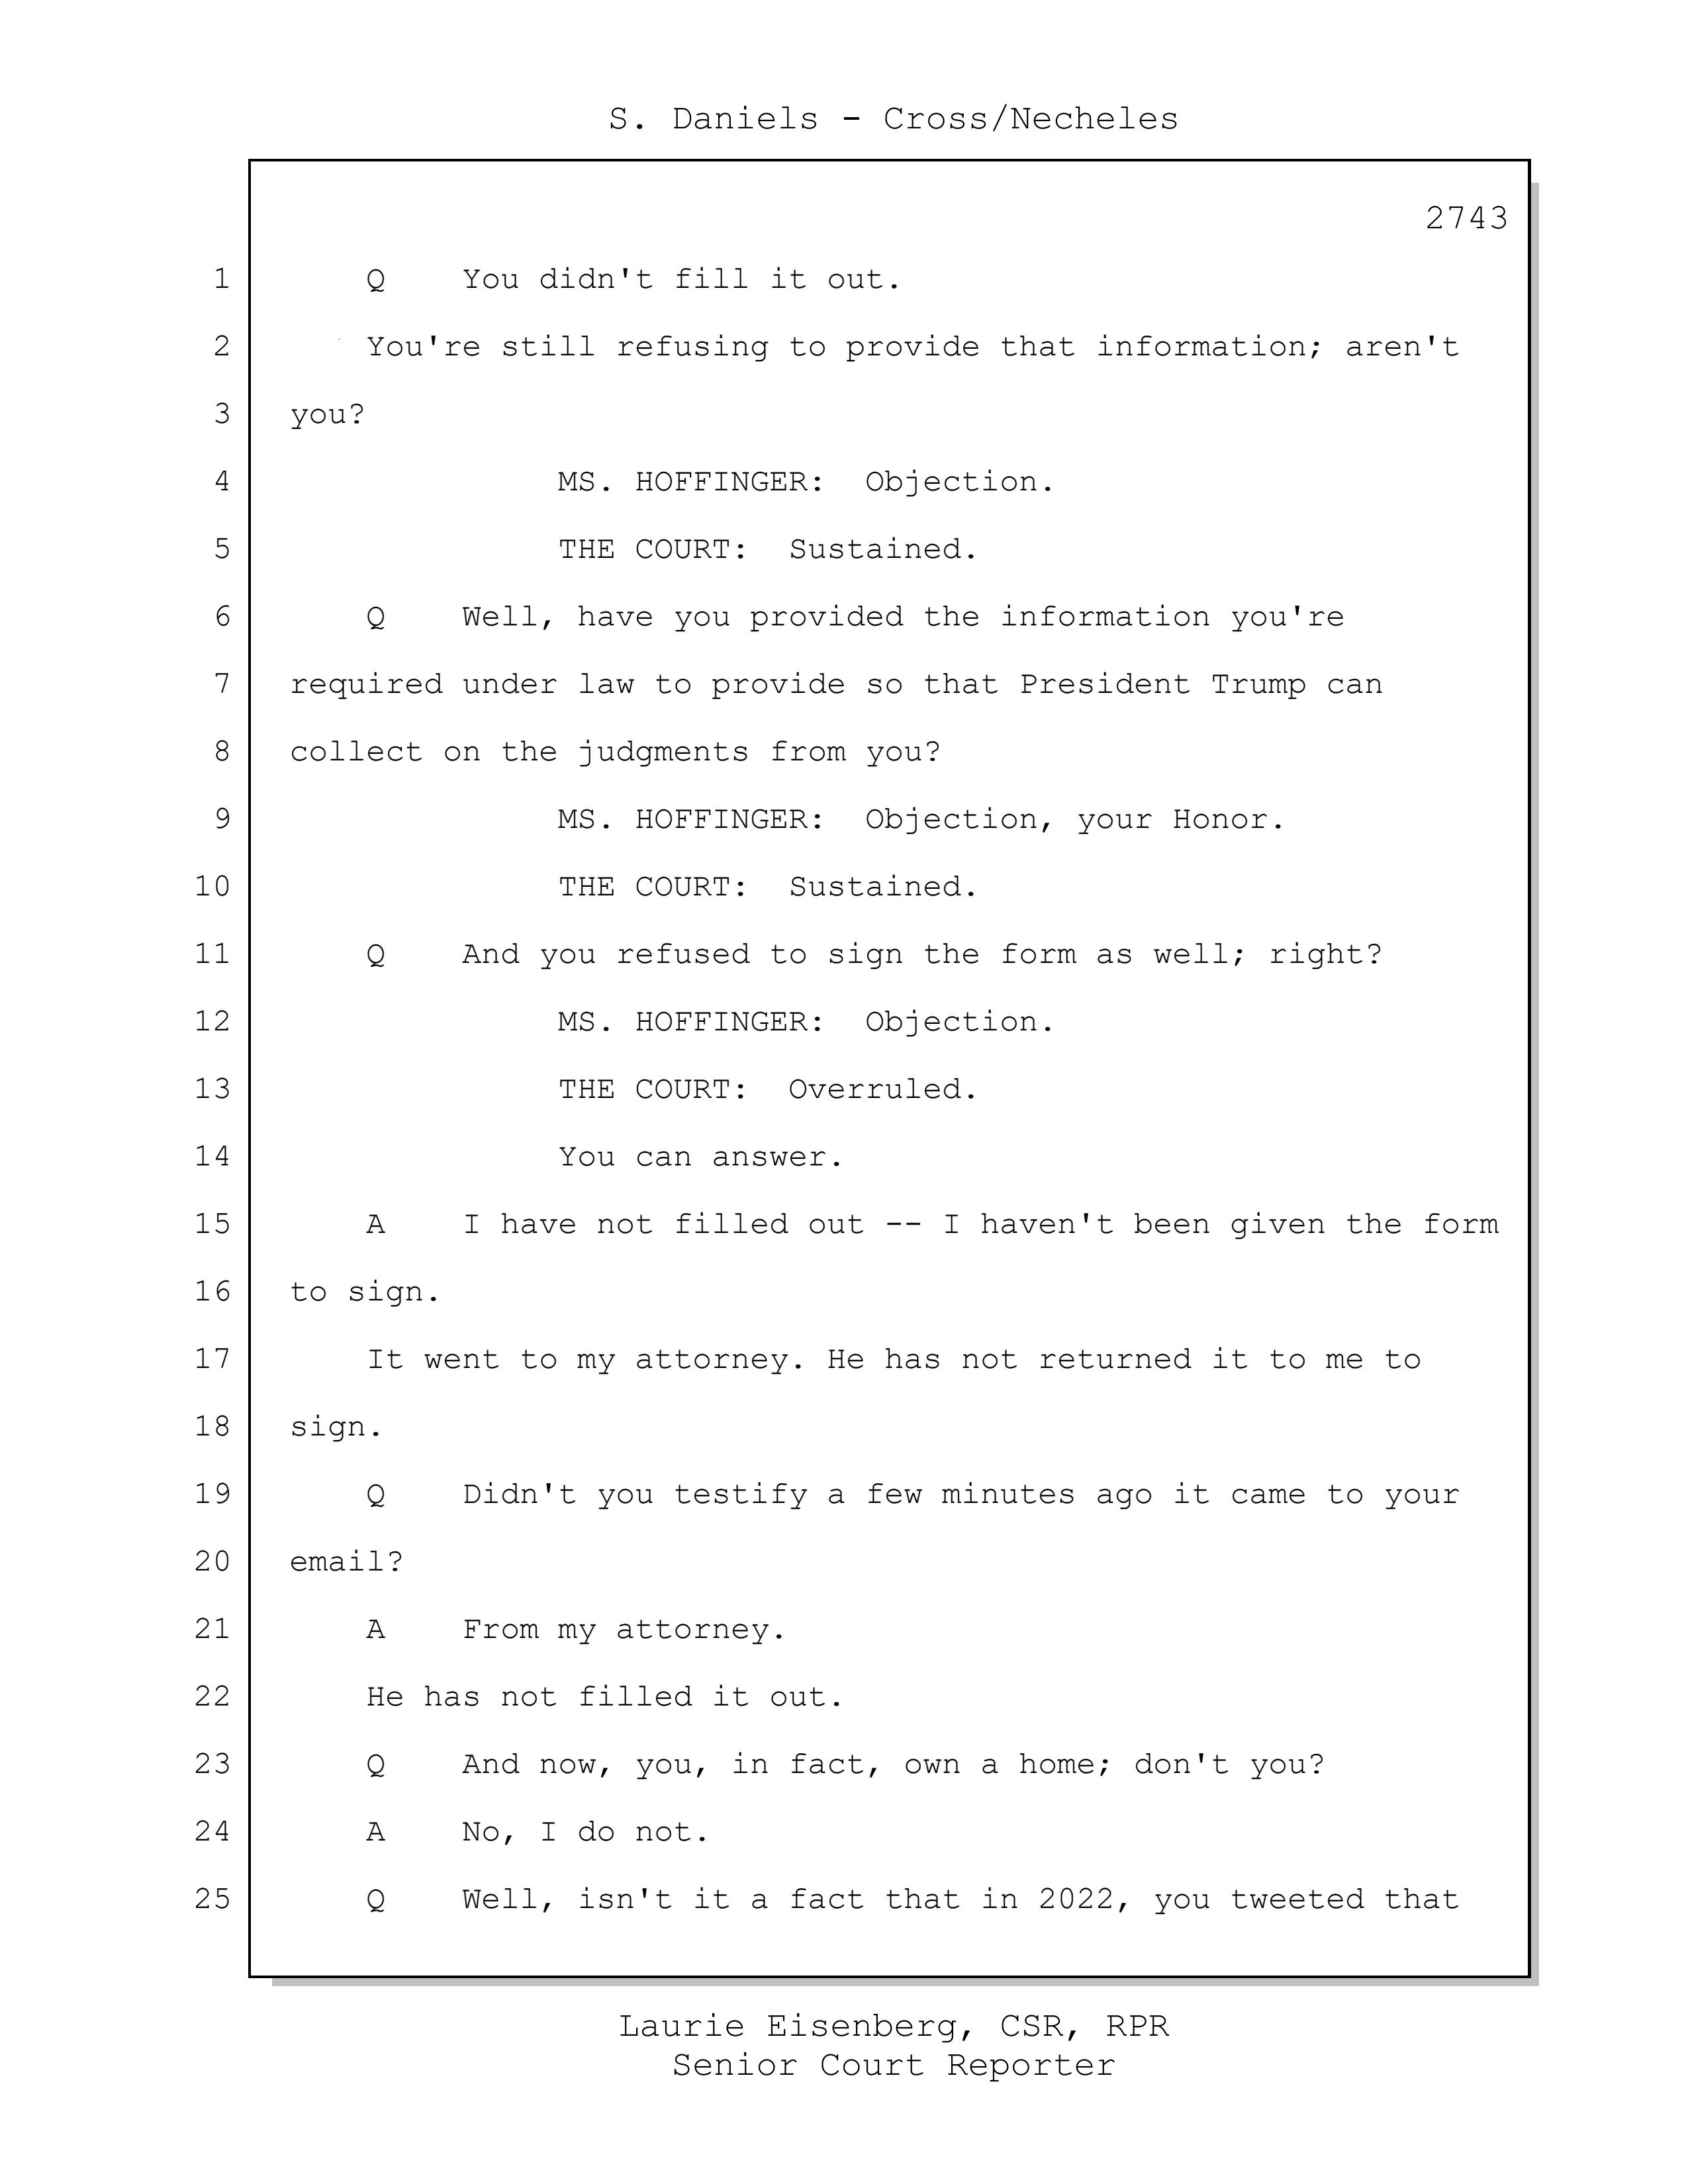 S. Daniels - Cross/Necheles
2743
1 Q You didn't fill it out.
2 You're still refusing to provide that information; aren't
3 you?
4 MS. HOFFINGER: Objection.
5 THE COURT: Sustained.
6 Q Well, have you provided the information you're
7 required under law to provide so that President Trump can
8 collect on the judgments from you?
9 MS. HOFFINGER: Objection, your Honor.
10 THE COURT: Sustained.
11 Q And you refused to sign the form as well; right?
12 MS. HOFFINGER: Objection.
13 THE COURT: Overruled.
14 You can answer.
15 A I have not filled out -- I haven't been given the form
16 to sign.
17 It went to my attorney. He has not returned it to me to
18 sign.
19 Q Didn't you testify a few minutes ago it came to your
20 email?
21 A From my attorney.
22 He has not filled it out.
23 Q And now, you, in fact, own a home; don't you?
24 A No, I do not.
25 Q Well, isn't it a fact that in 2022, you tweeted that
Laurie Eisenberg, CSR, RPR
Senior Court Reporter